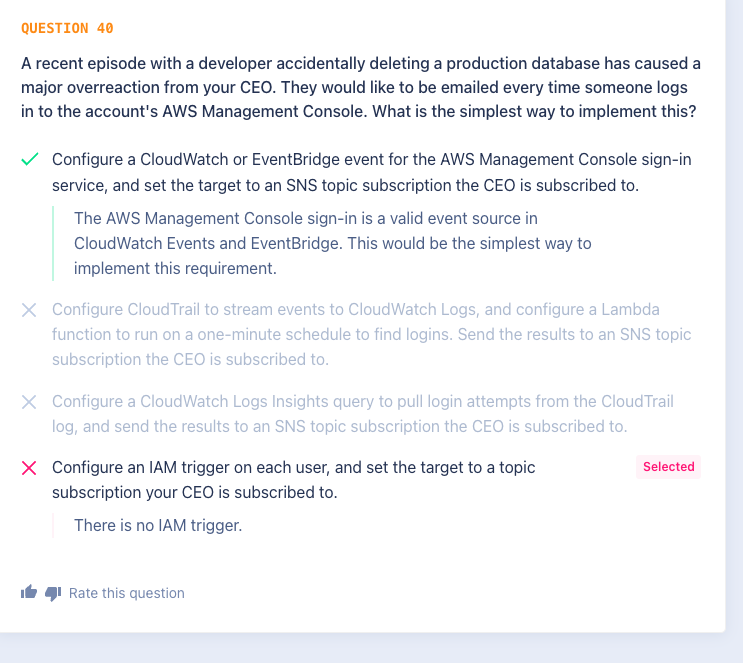 QUESTION 40
A recent episode with a developer accidentally deleting a production database has caused a
major overreaction from your CEO. They would like to be emailed every time someone logs
in to the account's AWS Management Console. What is the simplest way to implement this?
Configure a CloudWatch or EventBridge event for the AWS Management Console sign-in
service, and set the target to an SNS topic subscription the CEO is subscribed to.
The AWS Management Console sign-in is a valid event source in
CloudWatch Events and EventBridge. This would be the simplest way to
implement this requirement.
Configure CloudTrail to stream events to CloudWatch Logs, and configure a Lambda
function to run on a one-minute schedule to find logins. Send the results to an SNS topic
subscription the CEO is subscribed to.
Configure a CloudWatch Logs Insights query to pull login attempts from the CloudTrail
log, and send the results to an SNS topic subscription the CEO is subscribed to.
Configure an IAM trigger on each user, and set the target to a topic
subscription your CEO is subscribed to.
Selected
There is no IAM trigger.
Rate this question